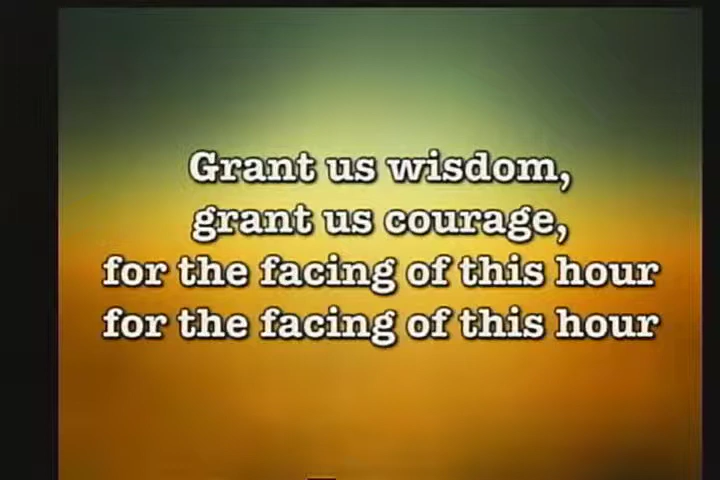 Grant us wisdom,
grant us courage,
for the facing of this hour
for the facing of this hour